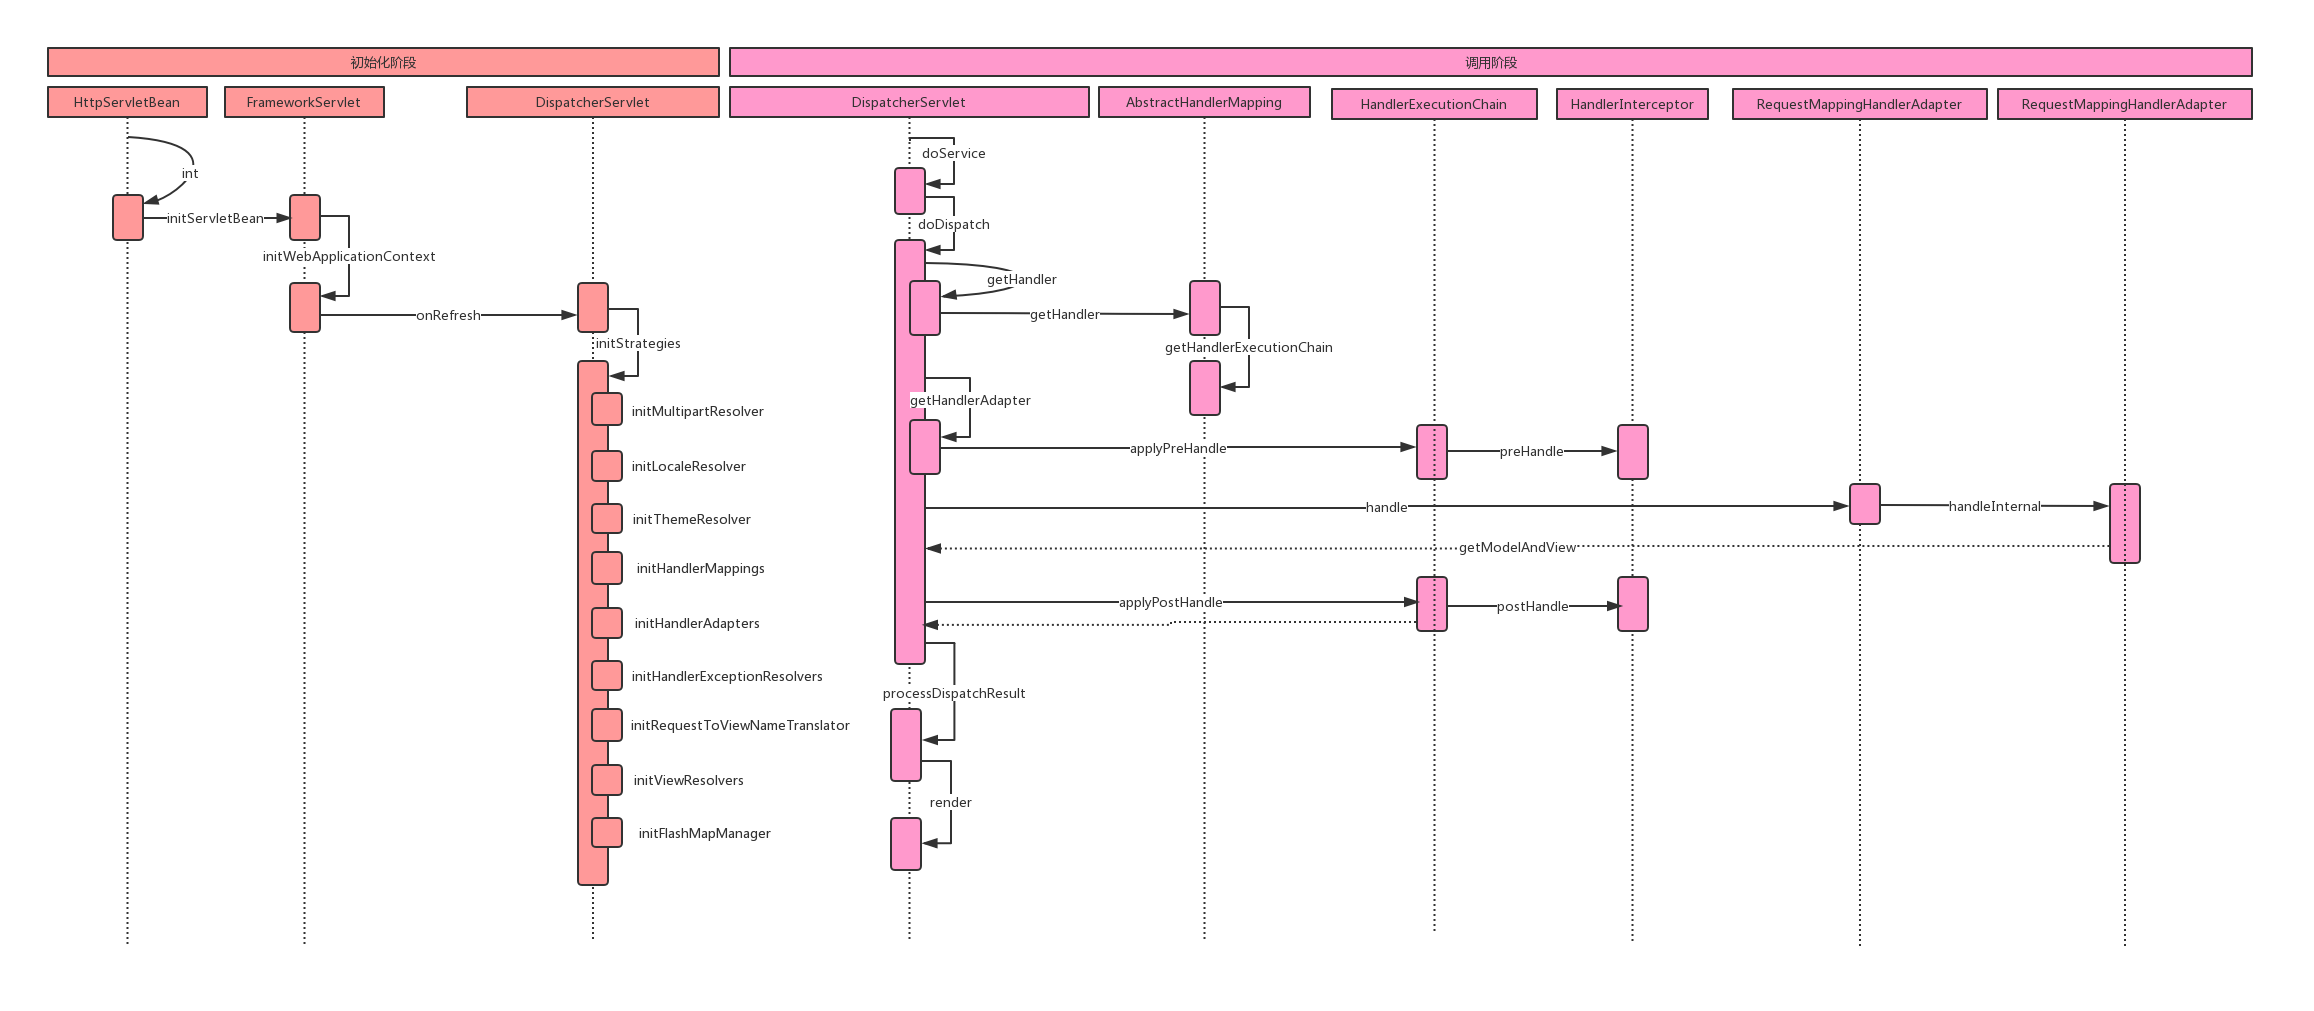 初始化阶段
调用阶段
HttpServletBean
FrameworkServlet
DispatcherServlet
DispatcherServlet
AbstractHandlerMapping
HandlerExecutionChain
HandlerInterceptor
RequestMappingHandlerAdapter
RequestMappingHandlerAdapter
int
initServletBean
initWebApplicationContext
onRefresh
initStrategies
initMultipartResolver
initLocaleResolver
initThemeResolver
initHandlerMappings
initHandlerAdapters
initHandlerExceptionResolvers
initRequestToViewNameTranslator
initViewResolvers
initFlashMapManager
doService
doDispatch
getHandler
getHandler
getHandlerExecutionChain
getHandlerAdapter
applyPreHandle
preHandle
handle
handleInternal
getModelAndView
applyPostHandle
postHandle
processDispatchResult
render